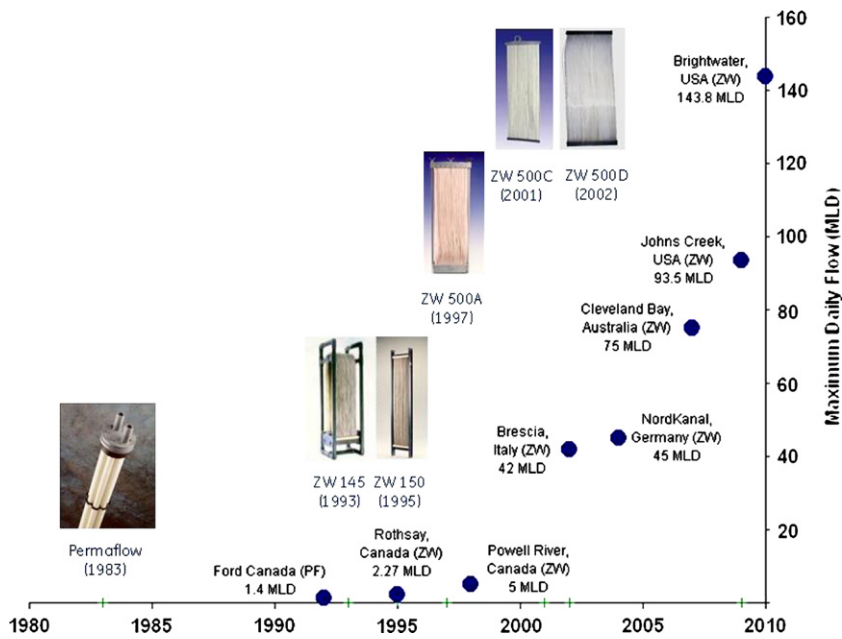 160
Brightwater,
USA (ZW)
143.8 MLD
140
ZW 500C
(2001)
ZW 500D
(2002)
120
ZW 500A
(1997)
100
Johns Creek,
USA (ZW)
93.5 MLD
Cleveland Bay,
Australia (ZW)
75 MLD
80
Maximum Daily Flow (MLD)
60
ZW 145
(1993)
ZW 150
(1995)
Brescia,
Italy (ZW)
42 MLD
NordKanal,
Germany (ZW)
45 MLD
40
Permaflow
(1983)
Ford Canada (PF)
1.4 MLD
Rothsay,
Canada (ZW)
2.27 MLD
Powell River,
Canada (ZW)
5 MLD
20
1980
1985
1990
1995
2000
2005
2010